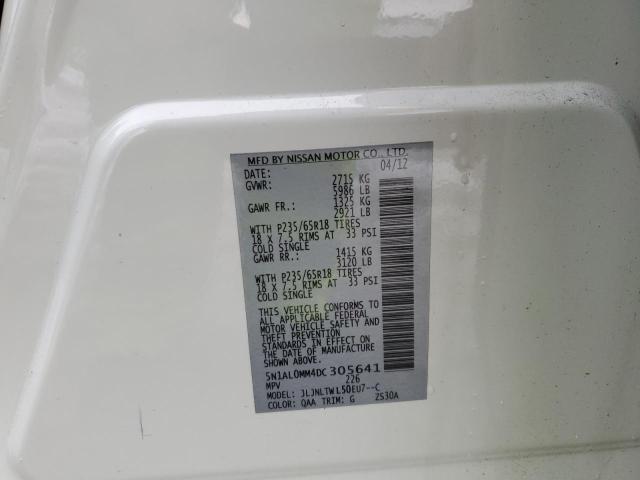 MFD BY NISSAN MOTOR CO., LTD.
DATE: 04/12
GVWR: 2715 KG
5986 LB
GAWR FR.: 1325 KG
2921 LB
WITH P235/65R18 TIRES
18 X 7.5 RIMS AT 33 PSI
COLD SINGLE
GAWR RR.: 1415 KG
3120 LB
WITH P235/65R18 TIRES
18 X 7.5 RIMS AT 33 PSI
COLD SINGLE
THIS VEHICLE CONFORMS TO
ALL APPLICABLE FEDERAL
MOTOR VEHICLE SAFETY AND
THEFT PREVENTION
STANDARDS IN EFFECT ON
THE DATE OF MANUFACTURE
SHOWN ABOVE.
5N1AL0MM4DC305641
MPV 226
MODEL: JLJNLTWL50EU7--C
COLOR: QAA TRIM: G ZS30A